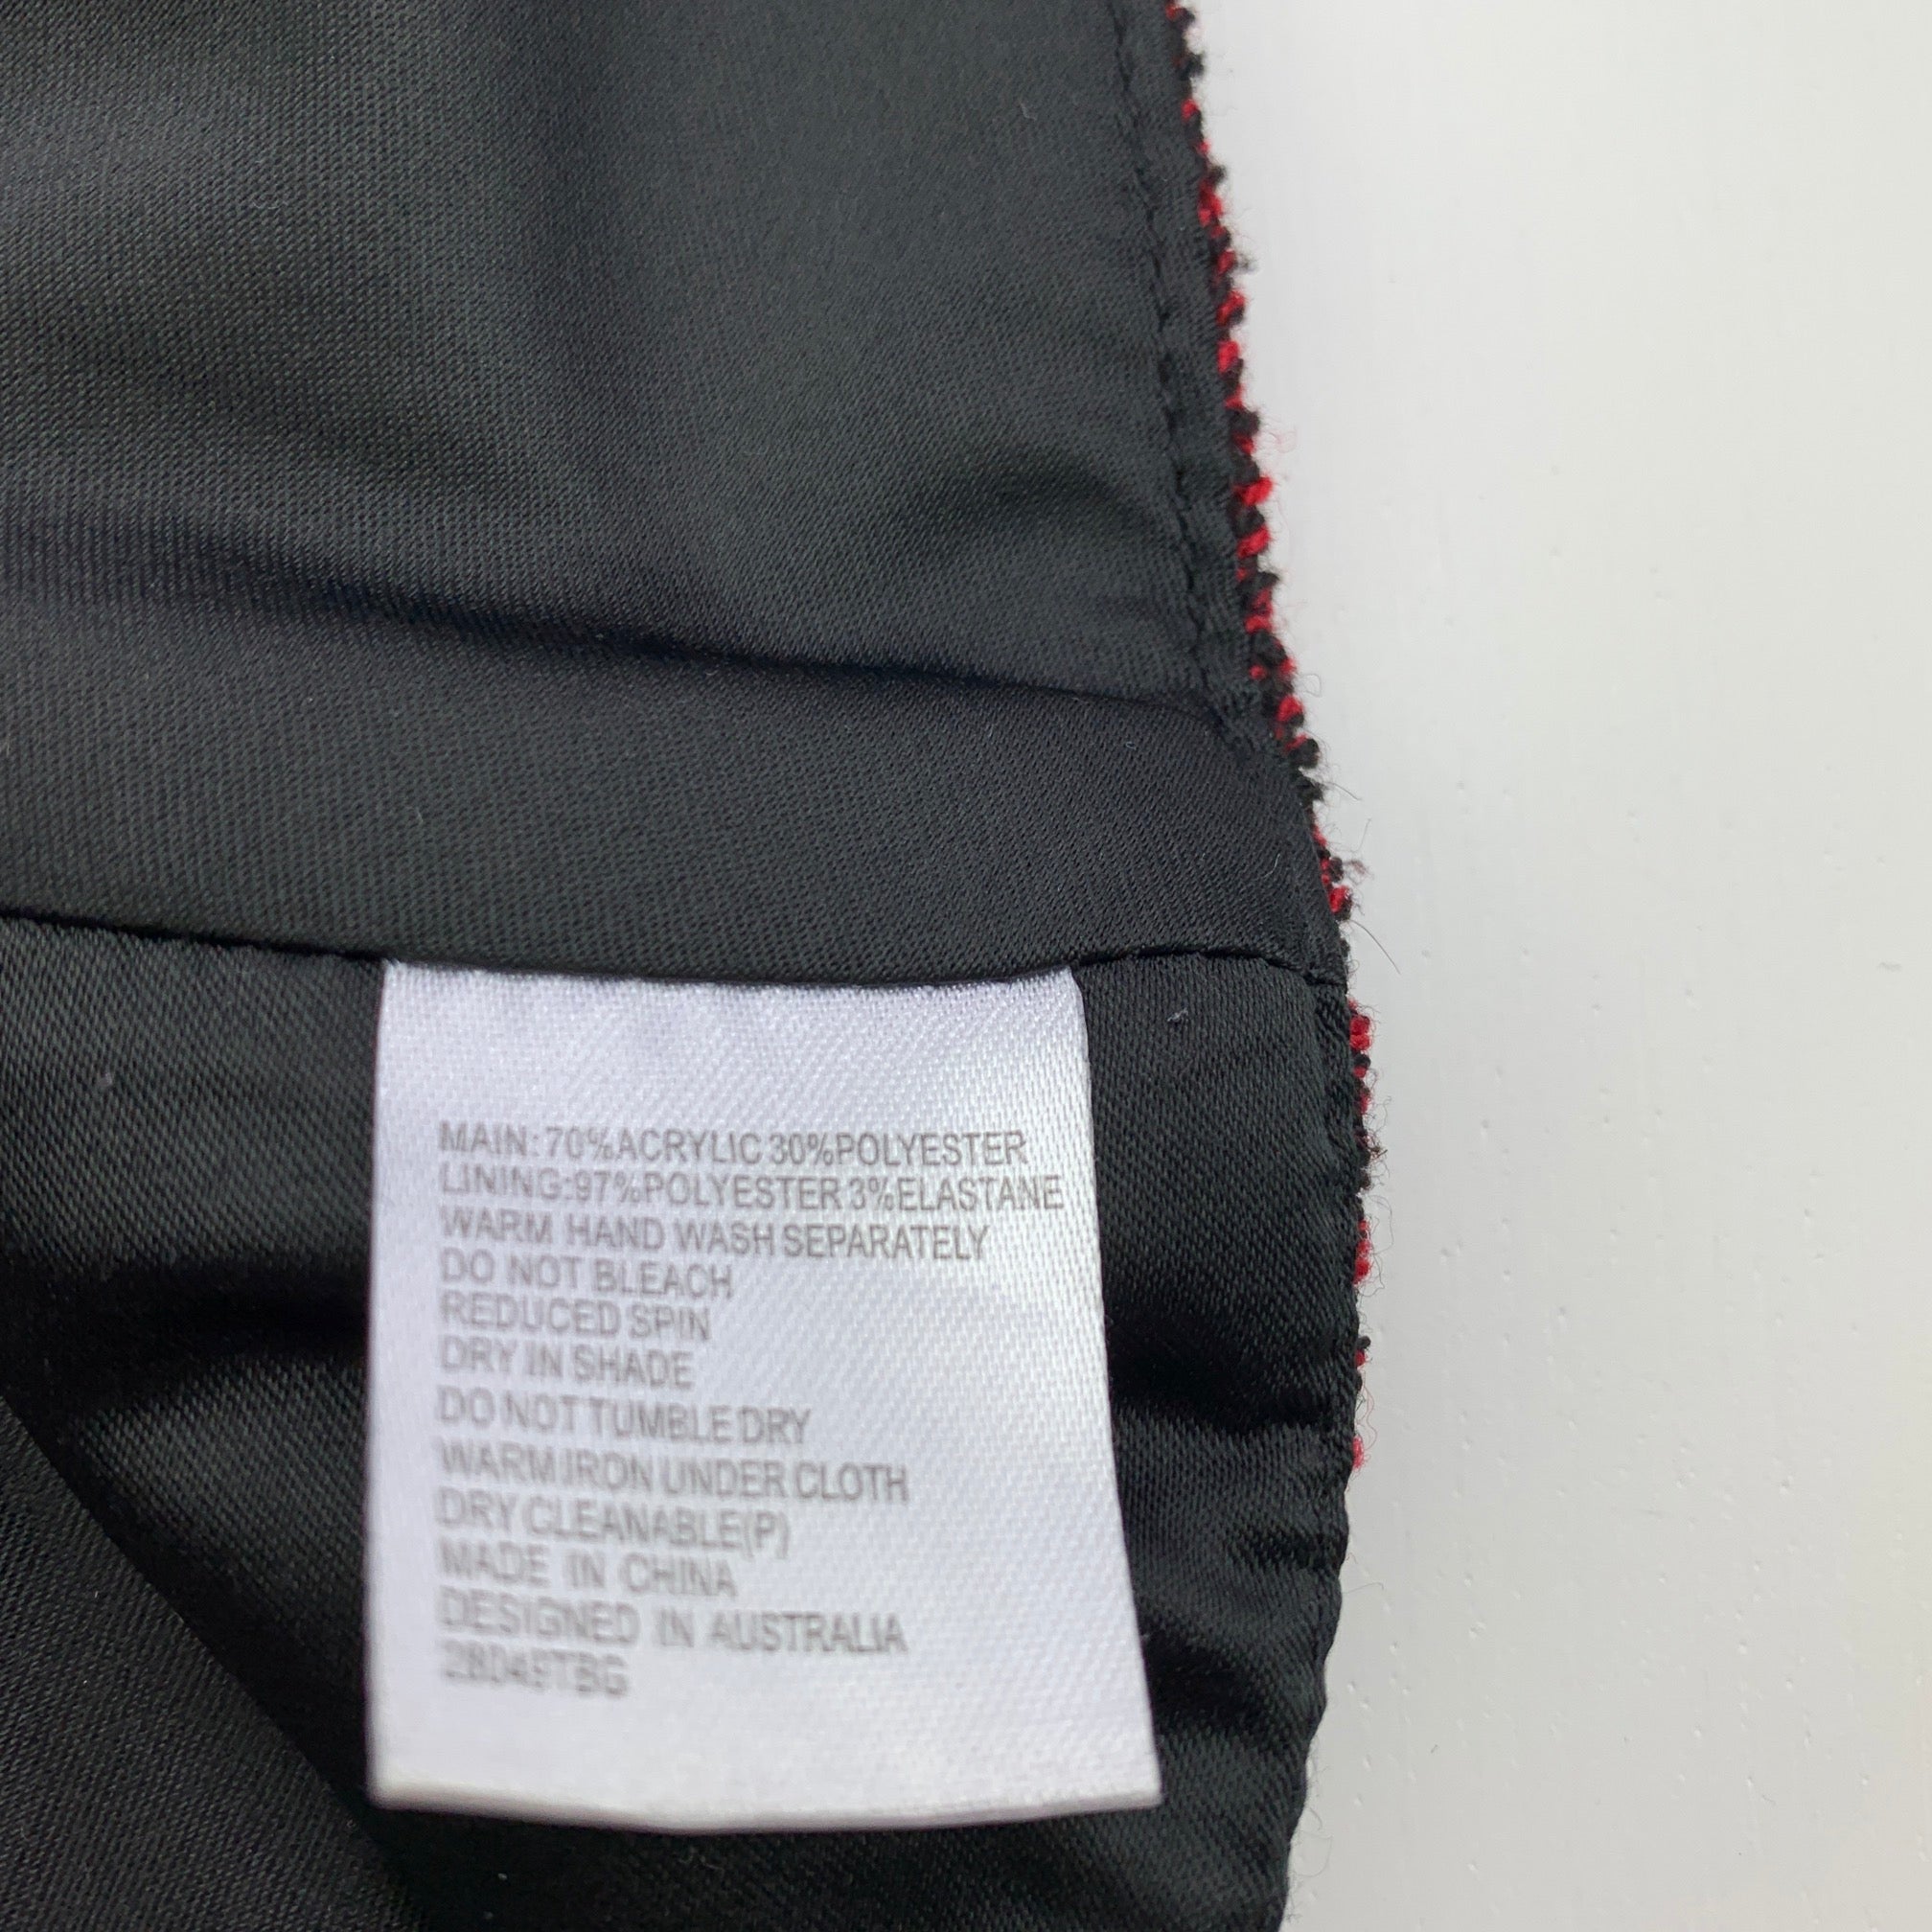 MAIN: 70%ACRYLIC 30%POLYESTER
LINING:97%POLYESTER 3%ELASTANE
WARM HAND WASH SEPARATELY
DO NOT BLEACH
REDUCED SPIN
DRY IN SHADE
DO NOT TUMBLE DRY
WARM IRON UNDER CLOTH
DRY CLEANABLE(P)
MADE IN CHINA
DESIGNED IN AUSTRALIA
28049TBG